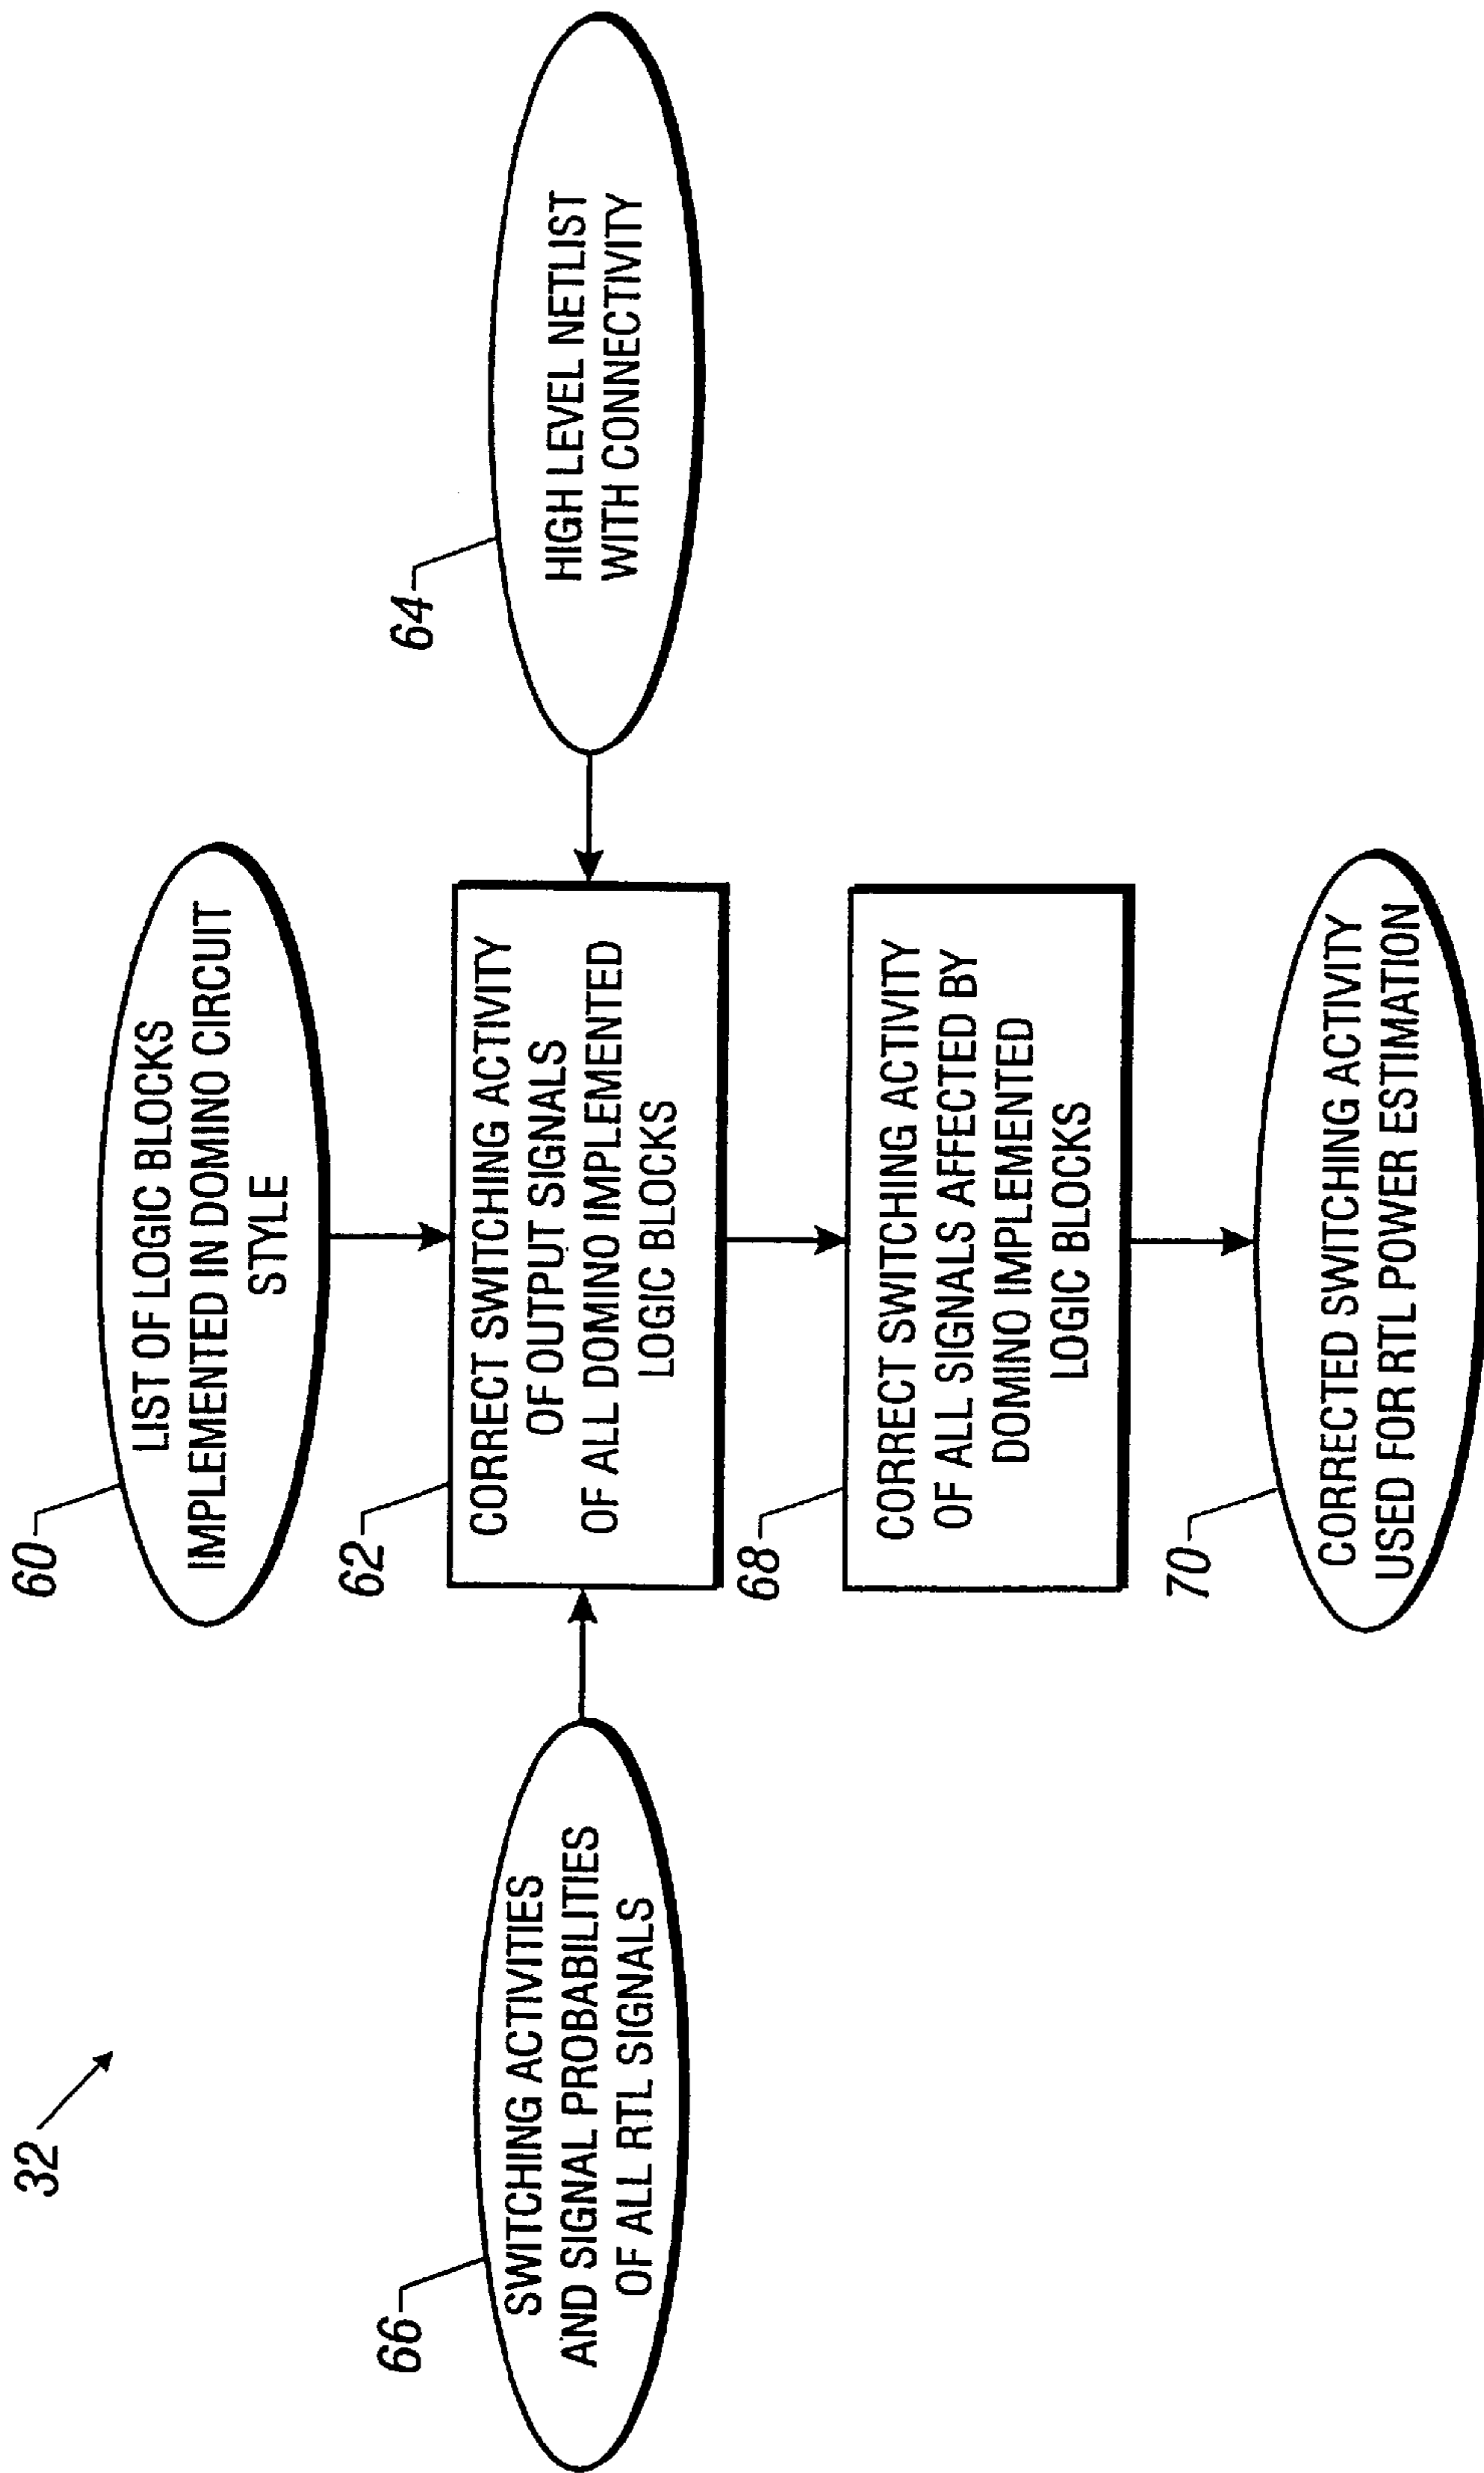 32
60
LIST OF LOGIC BLOCKS
IMPLEMENTED IN DOMINO CIRCUIT
STYLE
66
SWITCHING ACTIVITIES
AND SIGNAL PROBABILITIES
OF ALL RTL SIGNALS
62
CORRECT SWITCHING ACTIVITY
OF OUTPUT SIGNALS
OF ALL DOMINO IMPLEMENTED
LOGIC BLOCKS
64
HIGH LEVEL NETLIST
WITH CONNECTIVITY
68
CORRECT SWITCHING ACTIVITY
OF ALL SIGNALS AFFECTED BY
DOMINO IMPLEMENTED
LOGIC BLOCKS
70
CORRECTED SWITCHING ACTIVITY
USED FOR RTL POWER ESTIMATION